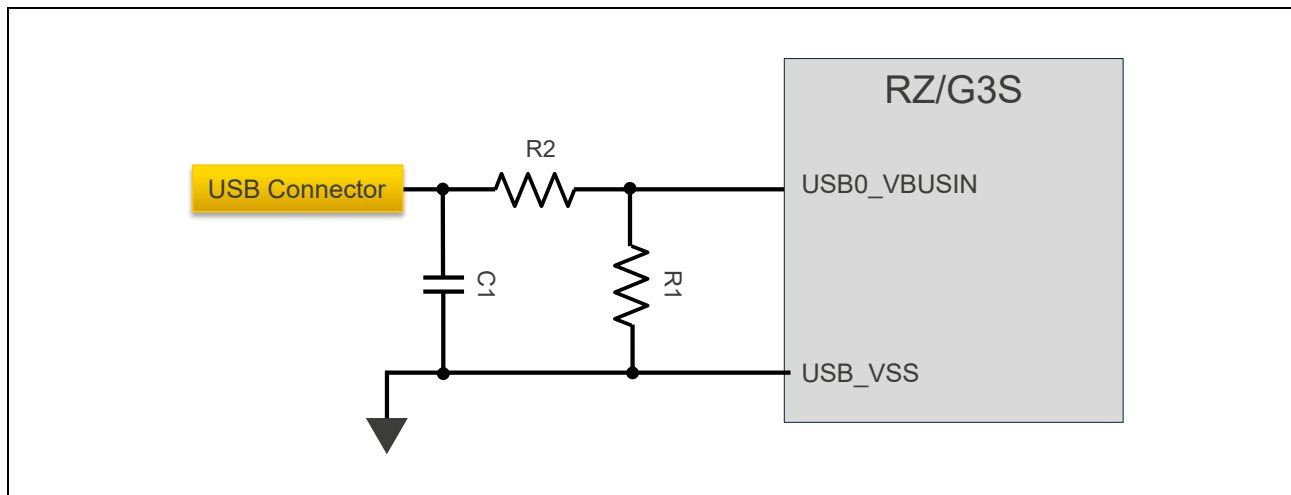 RZ/G3S
R2
USB Connector
USB0_VBUSIN
C1
R1
USB_VSS